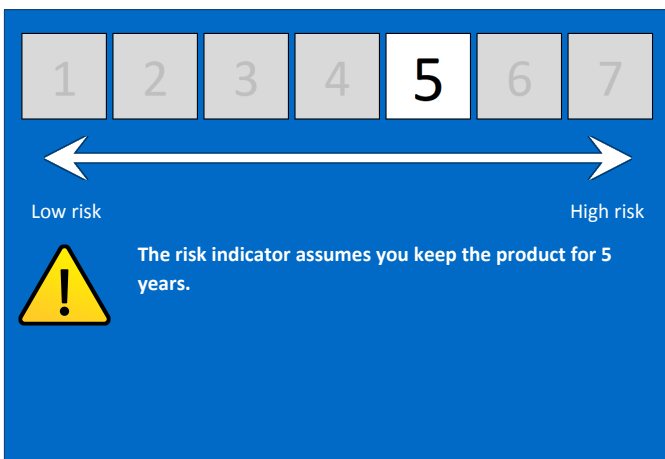 1 2 3 4 5 6 7
Low risk High risk
The risk indicator assumes you keep the product for 5
years.